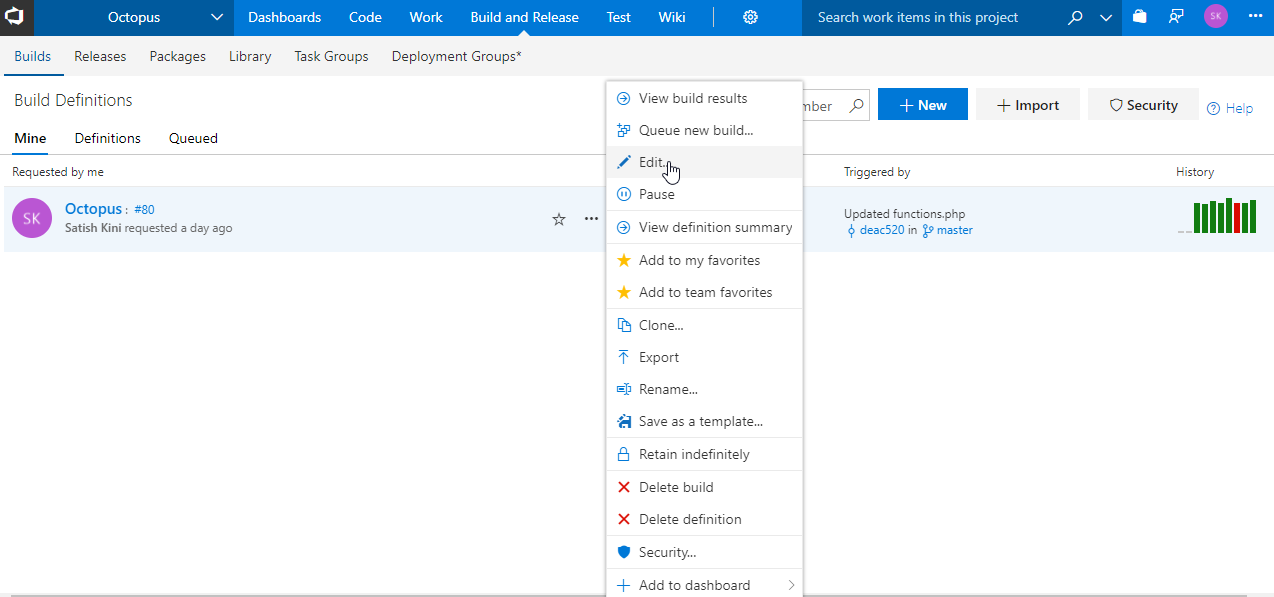 Octopus Dashboards Code Work Build and Release Test Wiki Search work items in this project SK
Builds Releases Packages Library Task Groups Deployment Groups*
Build Definitions
+ New + Import Security Help
Mine Definitions Queued
Requested by me Triggered by History
SK
Octopus : #80
Satish Kini requested a day ago
Updated functions.php
deac520 in master
View build results
Queue new build...
Edit...
Pause
View definition summary
Add to my favorites
Add to team favorites
Clone...
Export
Rename...
Save as a template...
Retain indefinitely
Delete build
Delete definition
Security...
Add to dashboard